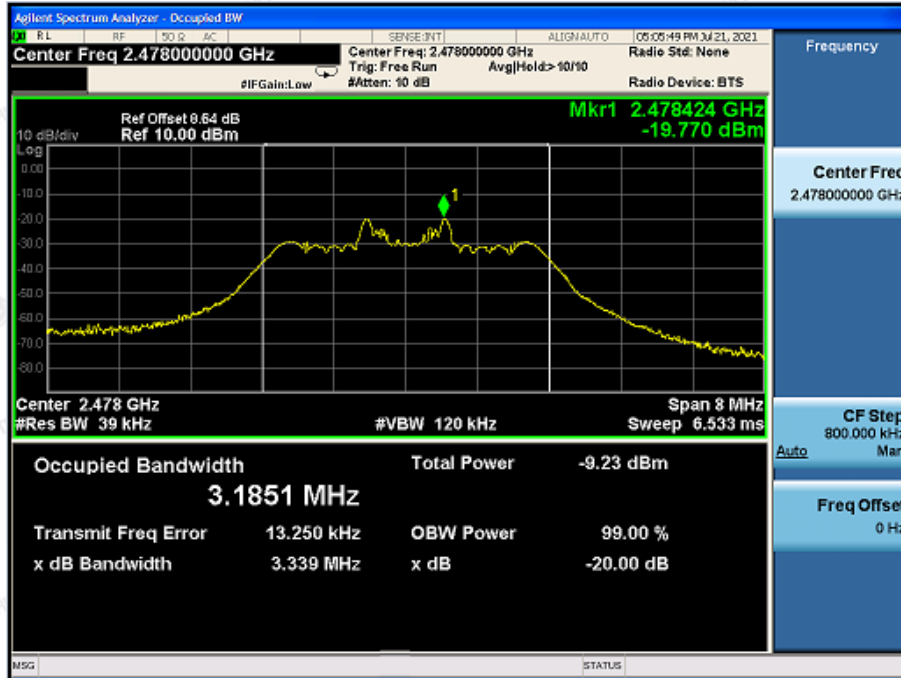 Agilent Spectrum Analyzer - Occupied BW
RL RF 50 Ω AC SENSE:INT ALIGNAUTO 05:05:49 PM Jul 21, 2021
Center Freq 2.478000000 GHz
Center Freq: 2.478000000 GHz
Radio Std: None
Trig: Free Run Avg|Hold:> 10/10
#IFGain:Low
#Atten: 10 dB
Radio Device: BTS
Frequency
Mkr1 2.478424 GHz
-19.770 dBm
Ref Offset 8.64 dB
10 dB/div Ref 10.00 dBm
Log
0.00
-10.0
1
-20.0
-30.0
-40.0
-50.0
-60.0
-70.0
-80.0
Center 2.478 GHz Span 8 MHz
#Res BW 39 kHz #VBW 120 kHz Sweep 6.533 ms
Center Freq
2.478000000 GHz
CF Step
800.000 kHz
Auto Man
Freq Offset
0 Hz
Occupied Bandwidth
3.1851 MHz
Total Power -9.23 dBm
Transmit Freq Error 13.250 kHz OBW Power 99.00 %
x dB Bandwidth 3.339 MHz x dB -20.00 dB
MSG STATUS